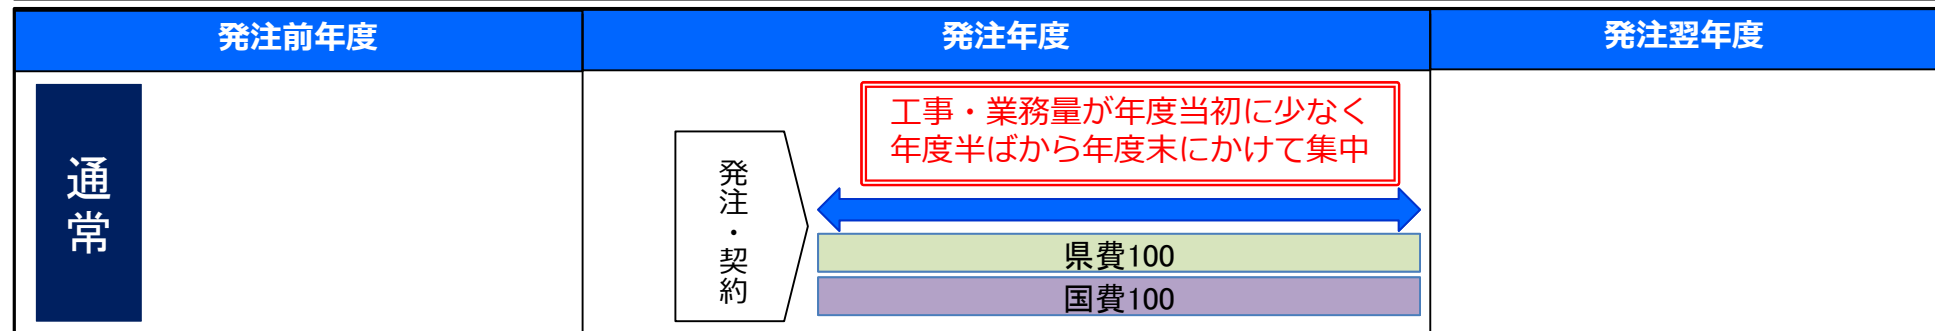 発注前年度
発注年度
発注翌年度
通常
発注・契約
工事・業務量が年度当初に少なく
年度半ばから年度末にかけて集中
県費100
国費100